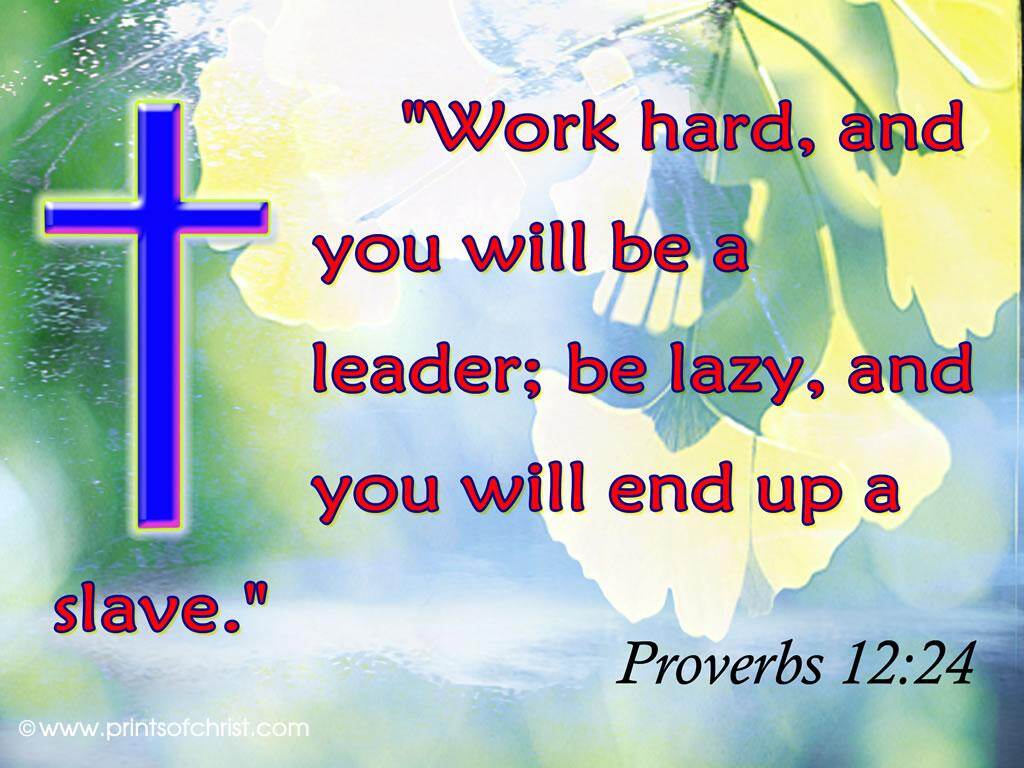 "Work hard, and
you will be a
leader; be lazy, and
you will end up a
slave."
Proverbs 12:24
©www.printsofchrist.com